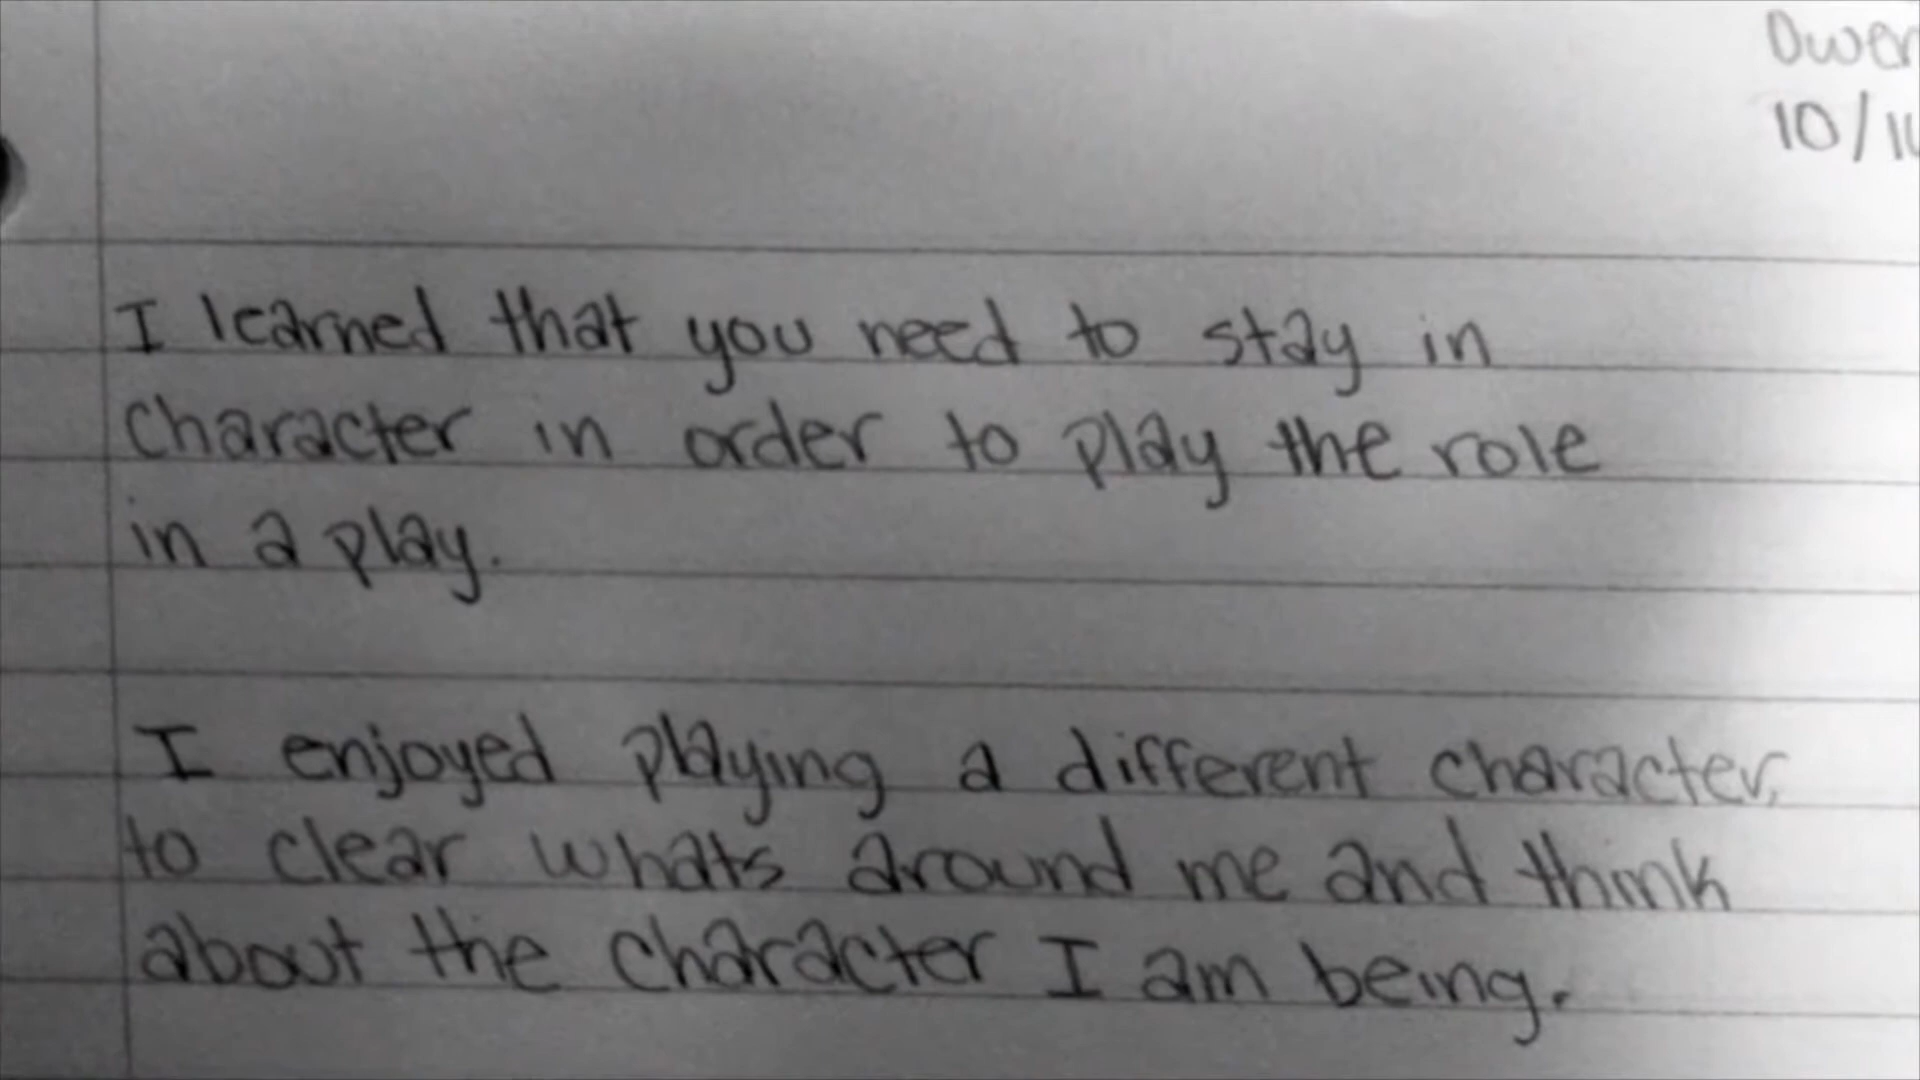 Owen
10/1
I learned that you need to stay in
Character in order to play the role
in a play.
I enjoyed playing a different character,
to clear whats around me and think
about the character I am being.